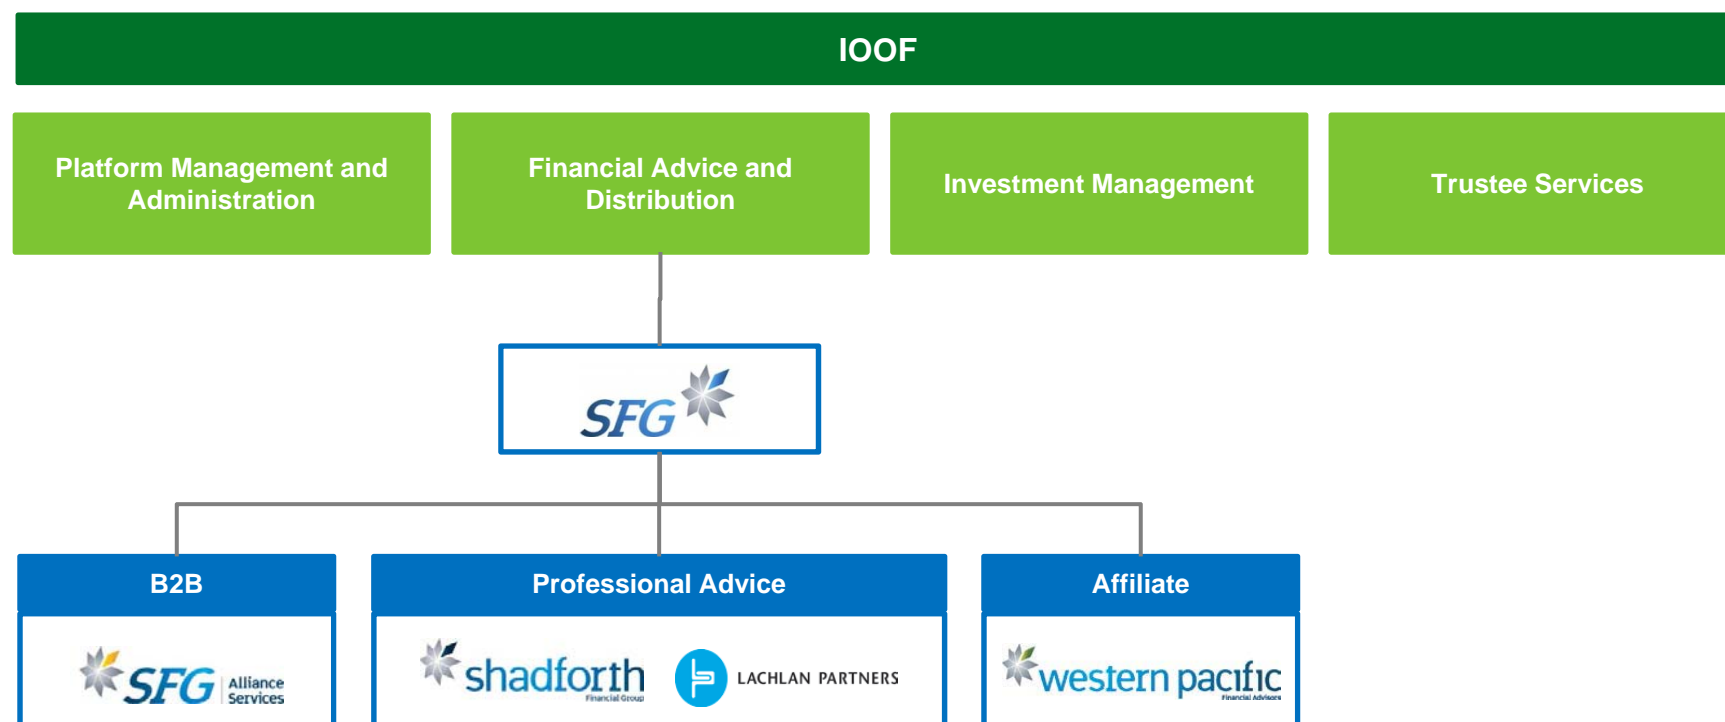 IOOF
Platform Management and
Administration
Financial Advice and
Distribution
Investment Management
Trustee Services
SFG
B2B
Professional Advice
Affiliate
SFG Alliance
Services
shadforth
Financial Group
LACHLAN PARTNERS
western pacific
Financial Advisors